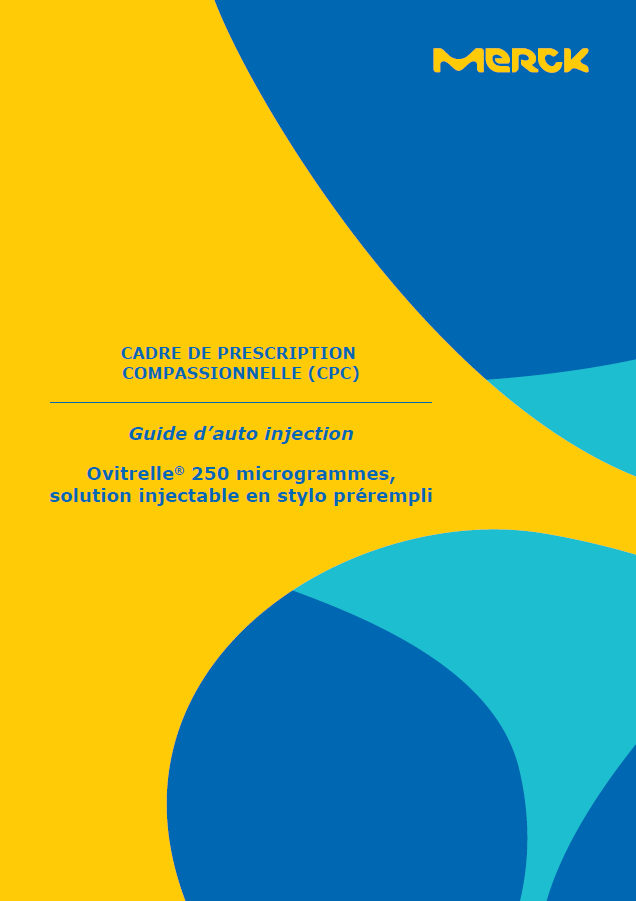 MERCK
CADRE DE PRESCRIPTION
COMPASSIONNELLE (CPC)
Guide d’auto injection
Ovitrelle® 250 microgrammes,
solution injectable en stylo prérempli